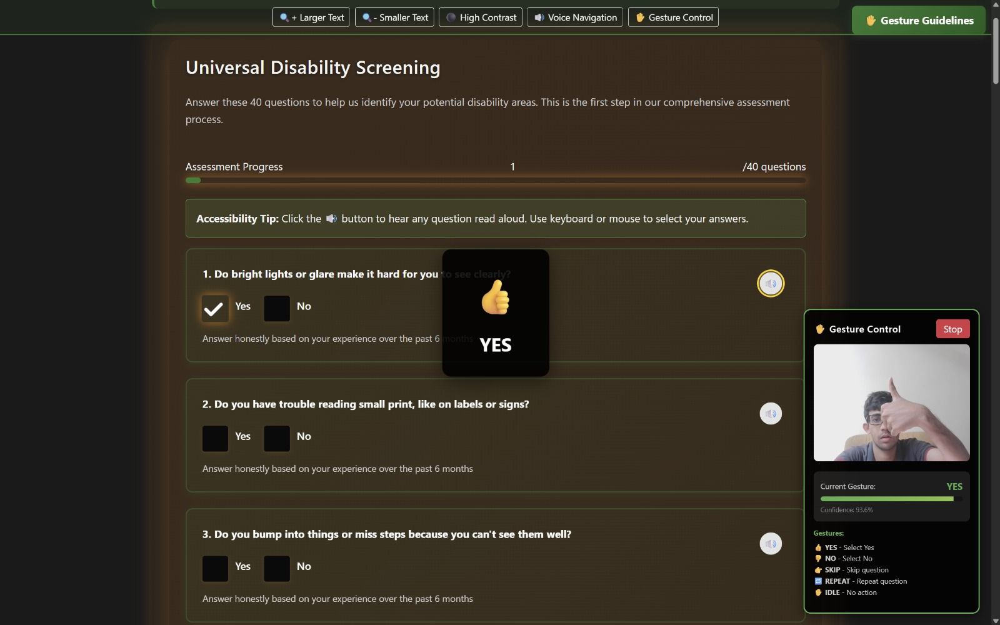 + Larger Text
- Smaller Text
High Contrast
Voice Navigation
Gesture Control
Gesture Guidelines
Universal Disability Screening
Answer these 40 questions to help us identify your potential disability areas. This is the first step in our comprehensive assessment
process.
Assessment Progress 1 /40 questions
Accessibility Tip: Click the button to hear any question read aloud. Use keyboard or mouse to select your answers.
1. Do bright lights or glare make it hard for you to see clearly?
Yes No
Answer honestly based on your experience over the past 6 months
YES
2. Do you have trouble reading small print, like on labels or signs?
Yes No
Answer honestly based on your experience over the past 6 months
3. Do you bump into things or miss steps because you can't see them well?
Yes No
Answer honestly based on your experience over the past 6 months
Gesture Control Stop
Current Gesture: YES
Confidence: 93.6%
Gestures:
YES - Select Yes
NO - Select No
SKIP - Skip question
REPEAT - Repeat question
IDLE - No action